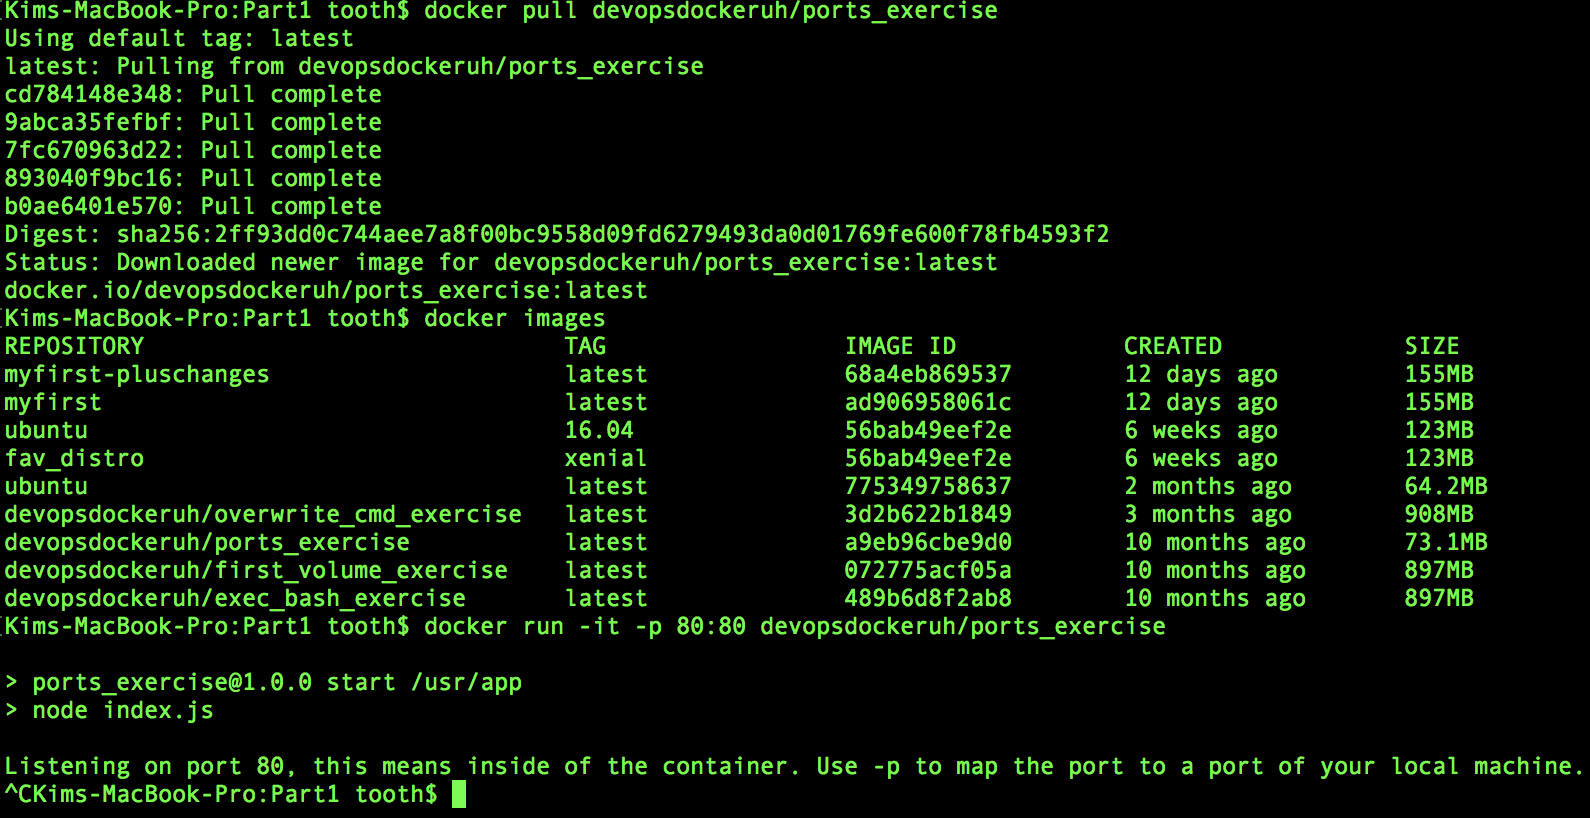 Kims-MacBook-Pro:Part1 tooth$ docker pull devopsdockeruh/ports_exercise
Using default tag: latest
latest: Pulling from devopsdockeruh/ports_exercise
cd784148e348: Pull complete
9abca35fefbf: Pull complete
7fc670963d22: Pull complete
893040f9bc16: Pull complete
b0ae6401e570: Pull complete
Digest: sha256:2ff93dd0c744aee7a8f00bc9558d09fd6279493da0d01769fe600f78fb4593f2
Status: Downloaded newer image for devopsdockeruh/ports_exercise:latest
docker.io/devopsdockeruh/ports_exercise:latest
Kims-MacBook-Pro:Part1 tooth$ docker images
REPOSITORY TAG IMAGE ID CREATED SIZE
myfirst-pluschanges latest 68a4eb869537 12 days ago 155MB
myfirst latest ad906958061c 12 days ago 155MB
ubuntu 16.04 56bab49eef2e 6 weeks ago 123MB
fav_distro xenial 56bab49eef2e 6 weeks ago 123MB
ubuntu latest 775349758637 2 months ago 64.2MB
devopsdockeruh/overwrite_cmd_exercise latest 3d2b622b1849 3 months ago 908MB
devopsdockeruh/ports_exercise latest a9eb96cbe9d0 10 months ago 73.1MB
devopsdockeruh/first_volume_exercise latest 072775acf05a 10 months ago 897MB
devopsdockeruh/exec_bash_exercise latest 489b6d8f2ab8 10 months ago 897MB
Kims-MacBook-Pro:Part1 tooth$ docker run -it -p 80:80 devopsdockeruh/ports_exercise
> ports_exercise@1.0.0 start /usr/app
> node index.js
Listening on port 80, this means inside of the container. Use -p to map the port to a port of your local machine.
^CKims-MacBook-Pro:Part1 tooth$